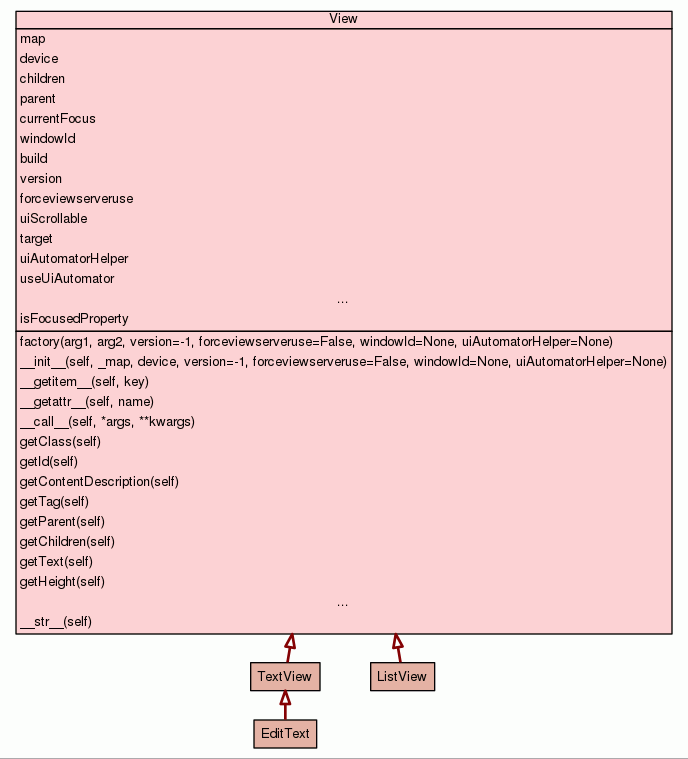 View
map
device
children
parent
currentFocus
windowId
build
version
forceviewserveruse
uiScrollable
target
uiAutomatorHelper
useUiAutomator
...
isFocusedProperty
factory(arg1, arg2, version=-1, forceviewserveruse=False, windowId=None, uiAutomatorHelper=None)
__init__(self, _map, device, version=-1, forceviewserveruse=False, windowId=None, uiAutomatorHelper=None)
__getitem__(self, key)
__getattr__(self, name)
__call__(self, *args, **kwargs)
getClass(self)
getId(self)
getContentDescription(self)
getTag(self)
getParent(self)
getChildren(self)
getText(self)
getHeight(self)
...
__str__(self)
TextView
ListView
EditText